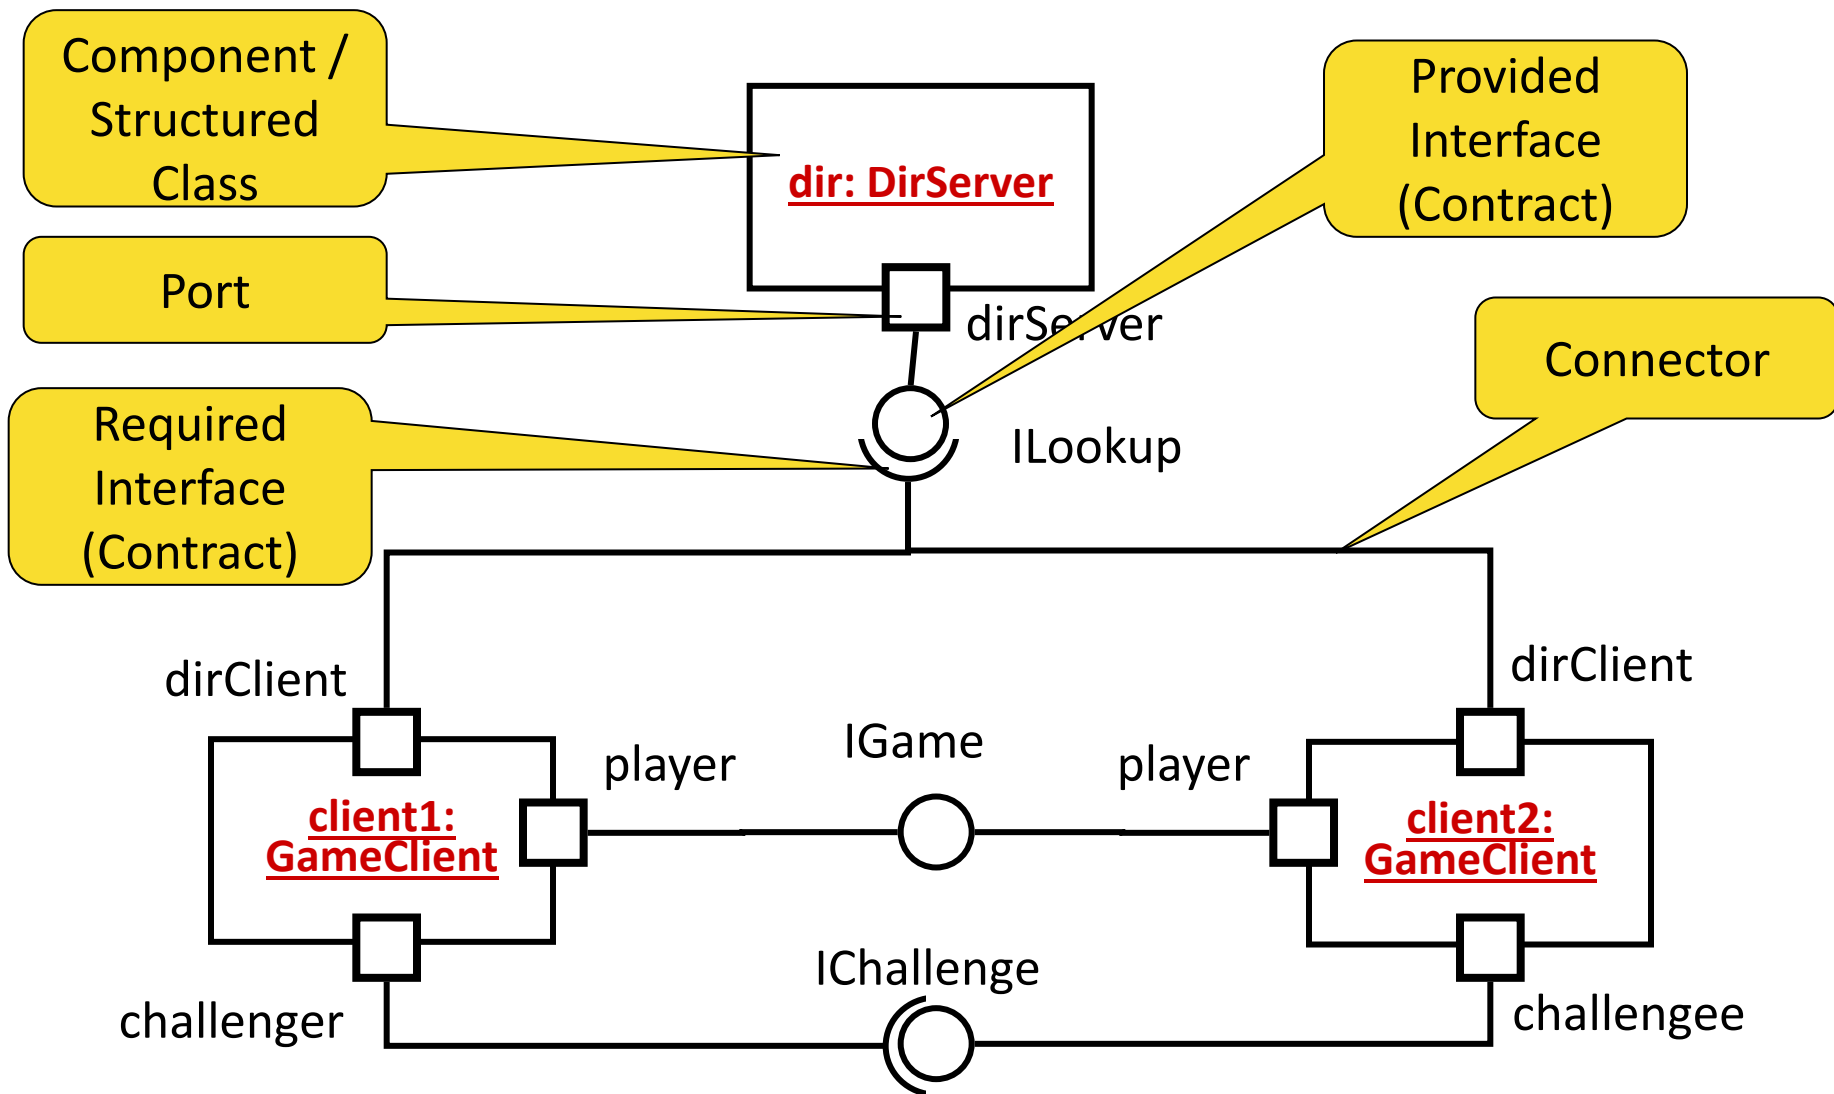 Component /
Structured
Class
Provided
Interface
(Contract)
dir: DirServer
Port
dirServer
Connector
Required
Interface
(Contract)
ILookup
dirClient
dirClient
IGame
player
player
client1:
GameClient
client2:
GameClient
IChallenge
challenger
challengee